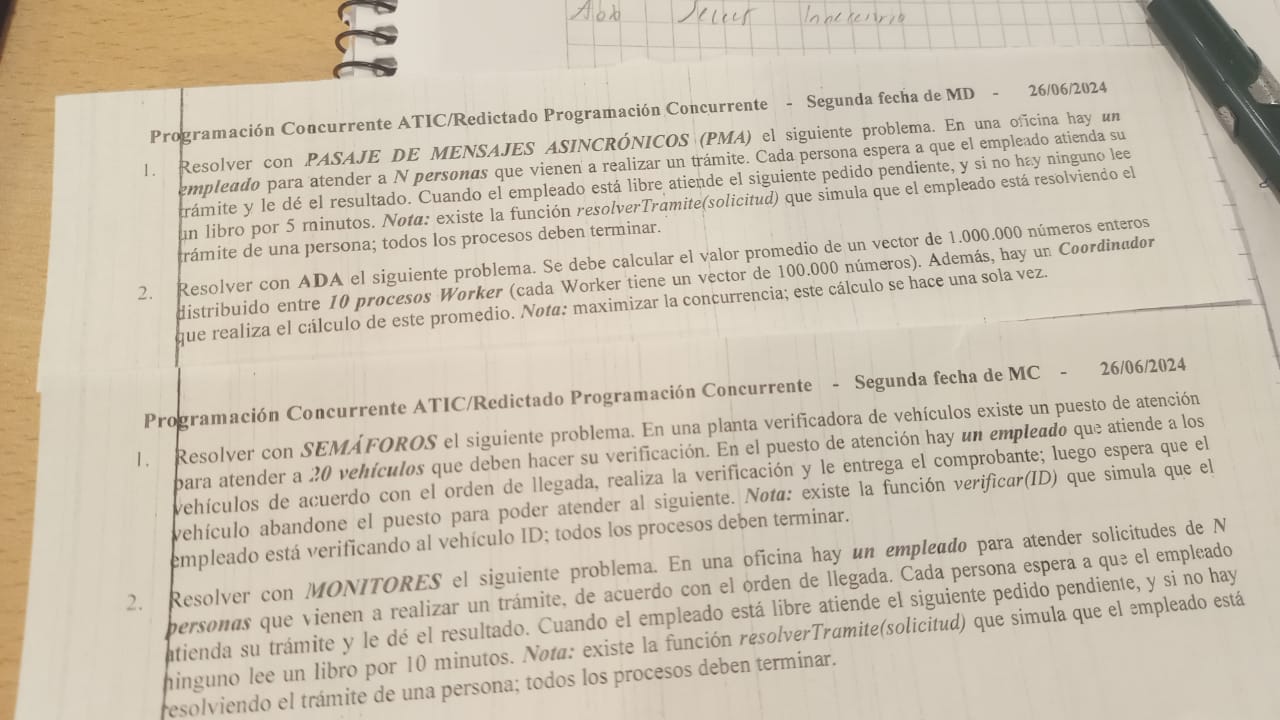 Programación Concurrente ATIC/Redictado Programación Concurrente - Segunda fecha de MD - 26/06/2024
1. Resolver con PASAJE DE MENSAJES ASINCRÓNICOS (PMA) el siguiente problema. En una oficina hay un
empleado para atender a N personas que vienen a realizar un trámite. Cada persona espera a que el empleado atienda su
trámite y le dé el resultado. Cuando el empleado está libre atiende el siguiente pedido pendiente, y si no hay ninguno lee
un libro por 5 minutos. Nota: existe la función resolverTramite(solicitud) que simula que el empleado está resolviendo el
trámite de una persona; todos los procesos deben terminar.
2. Resolver con ADA el siguiente problema. Se debe calcular el valor promedio de un vector de 1.000.000 números enteros
distribuido entre 10 procesos Worker (cada Worker tiene un vector de 100.000 números). Además, hay un Coordinador
que realiza el cálculo de este promedio. Nota: maximizar la concurrencia; este cálculo se hace una sola vez.
Programación Concurrente ATIC/Redictado Programación Concurrente - Segunda fecha de MC - 26/06/2024
1. Resolver con SEMÁFOROS el siguiente problema. En una planta verificadora de vehículos existe un puesto de atención
para atender a 20 vehículos que deben hacer su verificación. En el puesto de atención hay un empleado que atiende a los
vehículos de acuerdo con el orden de llegada, realiza la verificación y le entrega el comprobante; luego espera que el
vehículo abandone el puesto para poder atender al siguiente. Nota: existe la función verificar(ID) que simula que el
empleado está verificando al vehículo ID; todos los procesos deben terminar.
2. Resolver con MONITORES el siguiente problema. En una oficina hay un empleado para atender solicitudes de N
personas que vienen a realizar un trámite, de acuerdo con el orden de llegada. Cada persona espera a que el empleado
atienda su trámite y le dé el resultado. Cuando el empleado está libre atiende el siguiente pedido pendiente, y si no hay
ninguno lee un libro por 10 minutos. Nota: existe la función resolverTramite(solicitud) que simula que el empleado está
resolviendo el trámite de una persona; todos los procesos deben terminar.